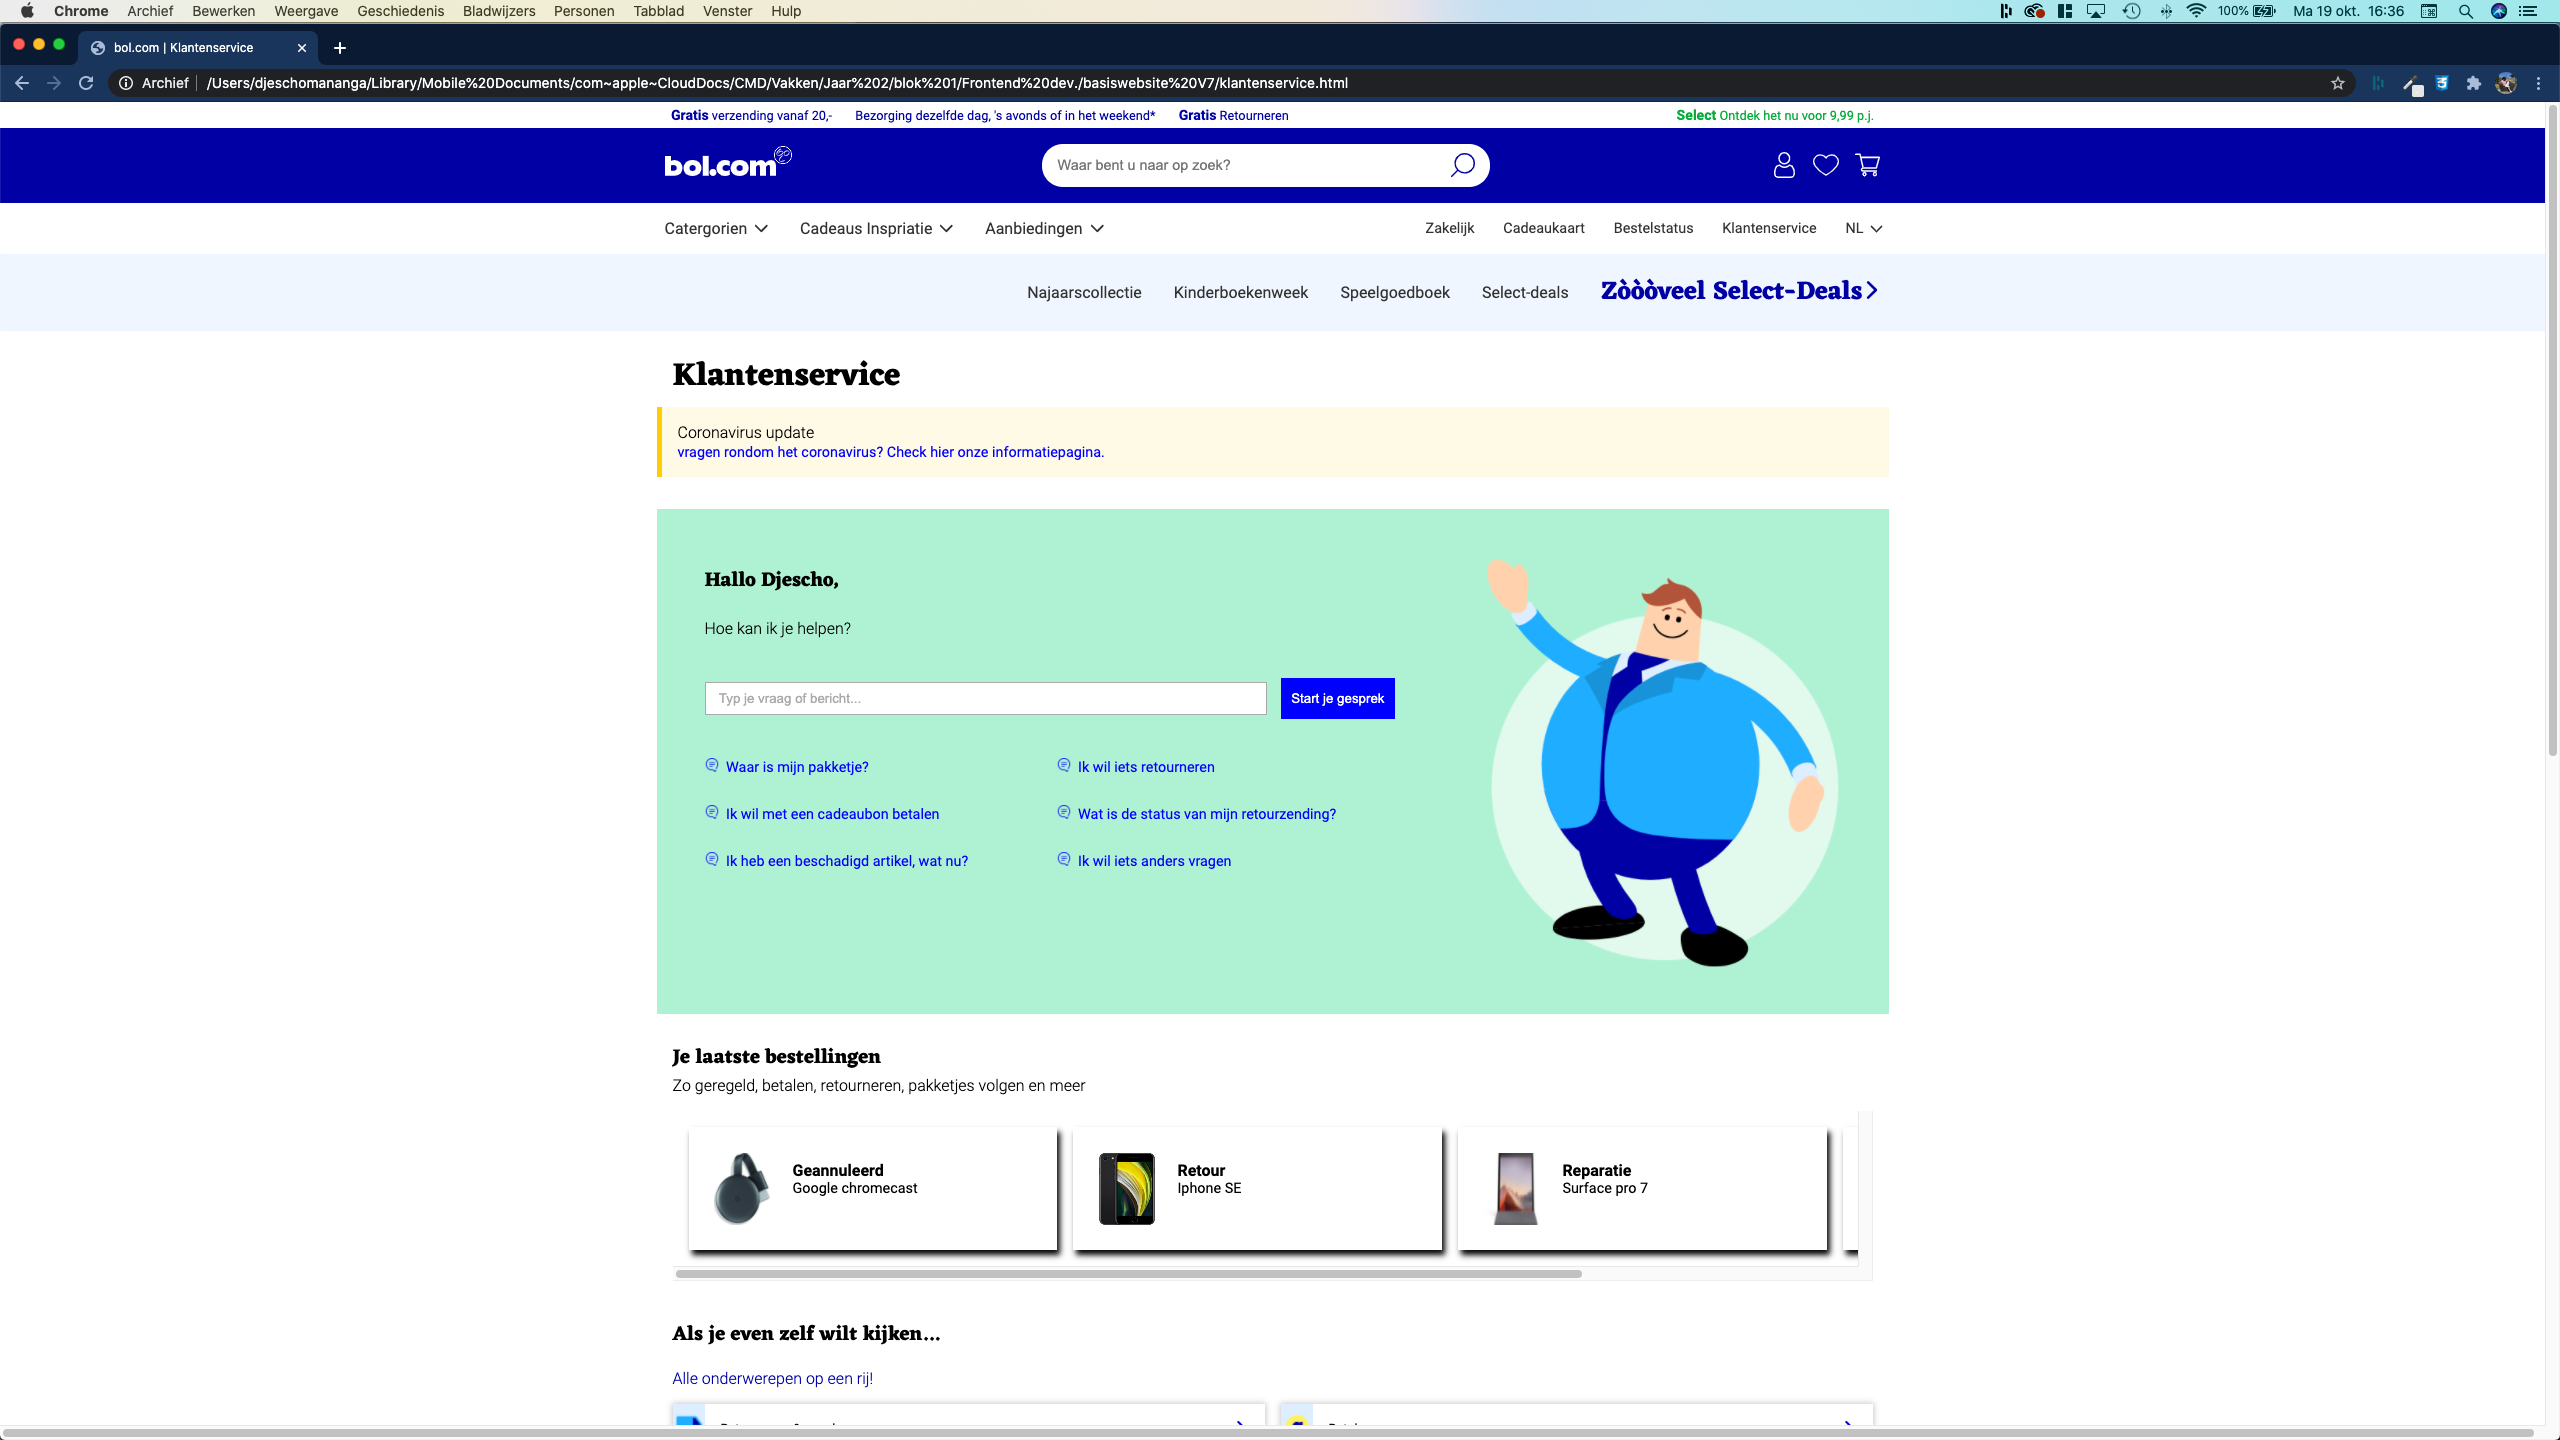 Chrome Archief Bewerken Weergave Geschiedenis Bladwijzers Personen Tabblad Venster Hulp 100% Ma 19 okt. 16:36
bol.com | Klantenservice
Archief /Users/djeschomananga/Library/Mobile%20Documents/com~apple~CloudDocs/CMD/Vakken/Jaar%202/blok%201/Frontend%20dev./basiswebsite%20V7/klantenservice.html
Gratis verzending vanaf 20,- Bezorging dezelfde dag, 's avonds of in het weekend* Gratis Retourneren Select Ontdek het nu voor 9,99 p.j.
bol.com Waar bent u naar op zoek?
Catergorien Cadeaus Inspriatie Aanbiedingen Zakelijk Cadeaukaart Bestelstatus Klantenservice NL
Najaarscollectie Kinderboekenweek Speelgoedboek Select-deals Zòòòveel Select-Deals
Klantenservice
Coronavirus update
vragen rondom het coronavirus? Check hier onze informatiepagina.
Hallo Djescho,
Hoe kan ik je helpen?
Typ je vraag of bericht... Start je gesprek
Waar is mijn pakketje? Ik wil iets retourneren
Ik wil met een cadeaubon betalen Wat is de status van mijn retourzending?
Ik heb een beschadigd artikel, wat nu? Ik wil iets anders vragen
Je laatste bestellingen
Zo geregeld, betalen, retourneren, pakketjes volgen en meer
Geannuleerd Retour Reparatie
Google chromecast Iphone SE Surface pro 7
Als je even zelf wilt kijken...
Alle onderwerepen op een rij!